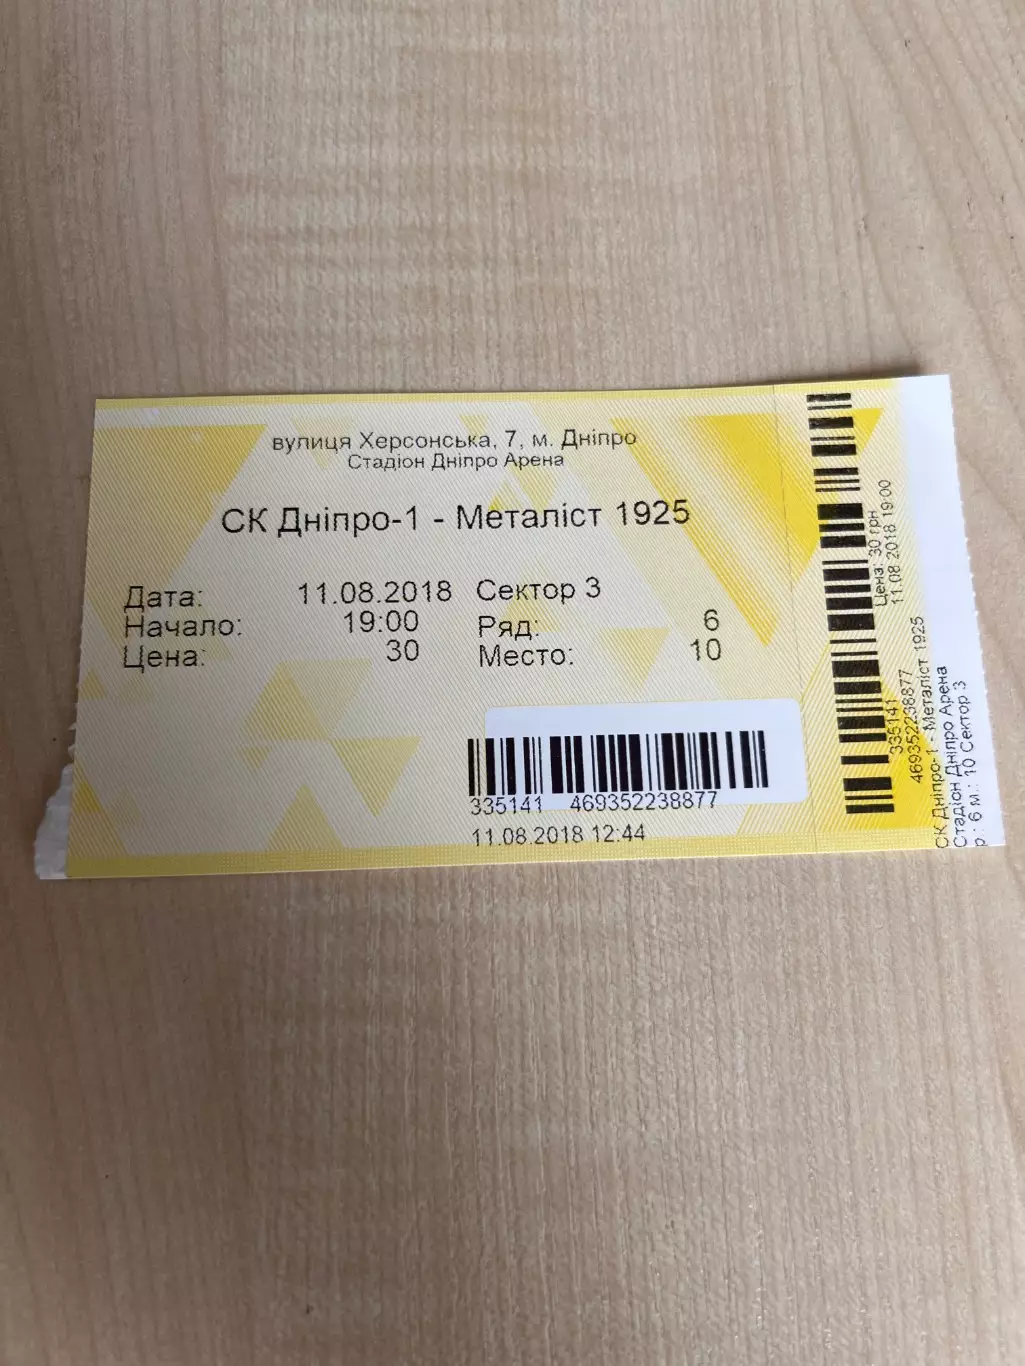 вулиця Херсонська, 7, м. Дніпро
Стадіон Дніпро Арена
СК Дніпро-1 - Металіст 1925
Дата: 11.08.2018 Сектор 3
Начало: 19:00 Ряд: 6
Цена: 30 Место: 10
335141 469352238877
11.08.2018 12:44
Цена: 30 грн
11.08.2018 19:00
335141
469352238877
СК Дніпро-1 - Металіст 1925
Стадіон Дніпро Арена
р.: 6 м.: 10 Сектор 3